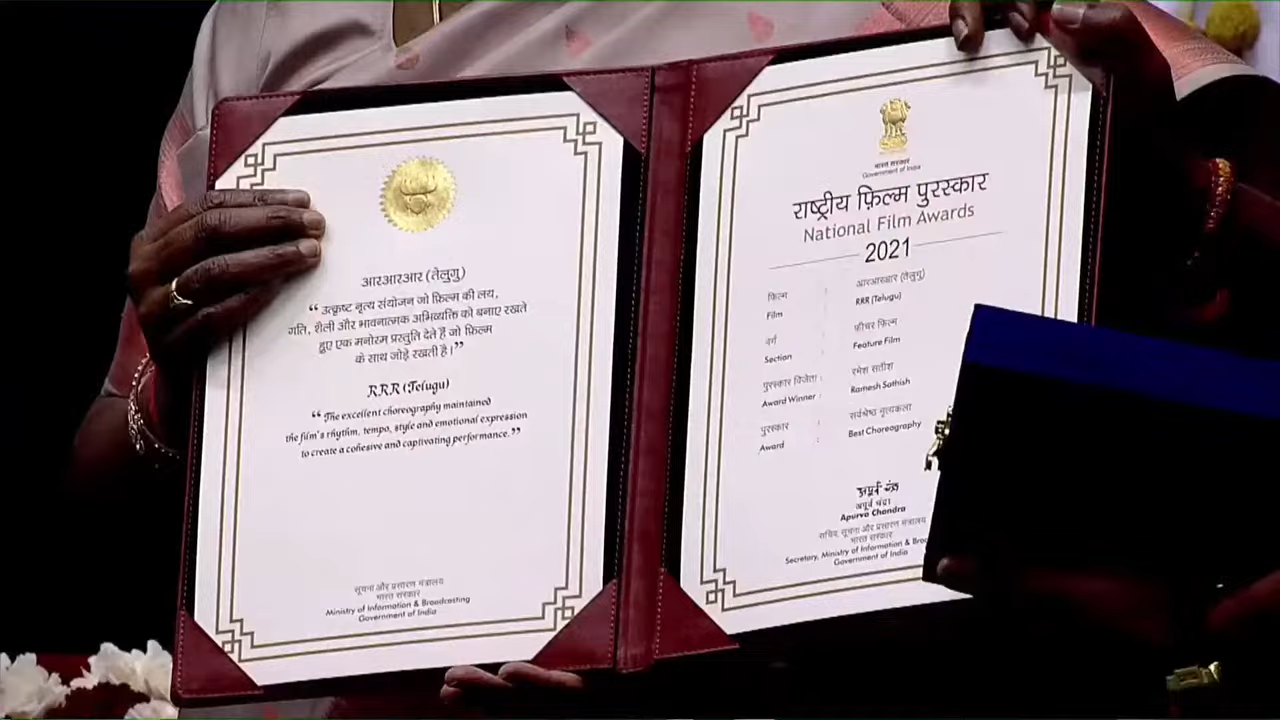 आरआरआर (तेलुगु)
“ उत्कृष्ट नृत्य संयोजन जो फ़िल्म की लय,
गति, शैली और भावनात्मक अभिव्यक्ति को बनाए रखते
हुए एक मनोरम प्रस्तुति देते हैं जो फ़िल्म
के साथ जोड़े रखती है।”
RRR (Telugu)
“ The excellent choreography maintained
the film's rhythm, tempo, style and emotional expression
to create a cohesive and captivating performance.”
सूचना और प्रसारण मंत्रालय
भारत सरकार
Ministry of Information & Broadcasting
Government of India
भारत सरकार
Government of India
राष्ट्रीय फ़िल्म पुरस्कार
National Film Awards
2021
फ़िल्म : आरआरआर (तेलुगु)
Film RRR (Telugu)
वर्ग : फीचर फ़िल्म
Section Feature Film
पुरस्कार विजेता : रमेश सतीश
Award Winner : Ramesh Sathish
पुरस्कार : सर्वश्रेष्ठ नृत्यकला
Award : Best Choreography
अपूर्व चंद्रा
Apurva Chandra
सचिव, सूचना और प्रसारण मंत्रालय
भारत सरकार
Secretary, Ministry of Information &
Government of India